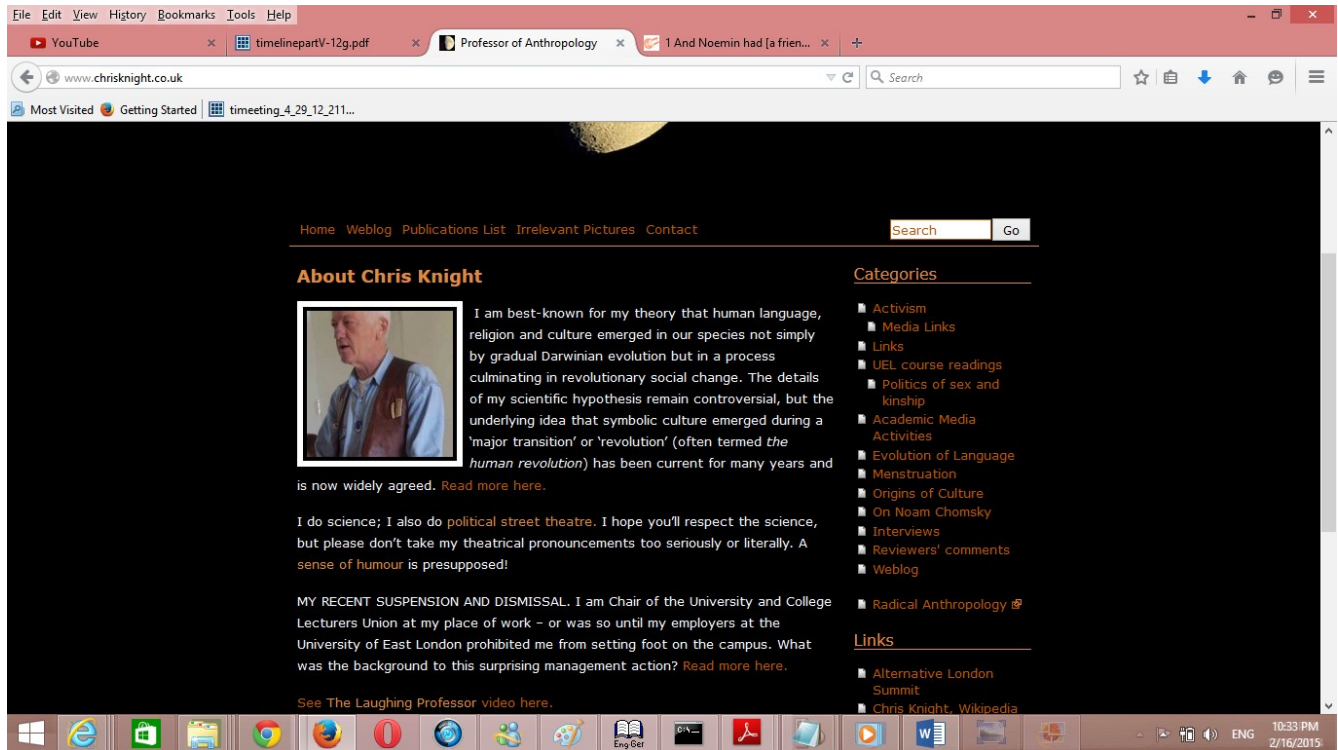 File Edit View History Bookmarks Tools Help
YouTube
timelinepartV-12g.pdf
Professor of Anthropology
1 And Noemin had [a frien...
www.chrisknight.co.uk
Search
Most Visited Getting Started timeeting_4_29_12_211...
Home Weblog Publications List Irrelevant Pictures Contact
Search Go
About Chris Knight
I am best-known for my theory that human language,
religion and culture emerged in our species not simply
by gradual Darwinian evolution but in a process
culminating in revolutionary social change. The details
of my scientific hypothesis remain controversial, but the
underlying idea that symbolic culture emerged during a
‘major transition’ or ‘revolution’ (often termed the
human revolution) has been current for many years and
is now widely agreed. Read more here.
I do science; I also do political street theatre. I hope you’ll respect the science,
but please don’t take my theatrical pronouncements too seriously or literally. A
sense of humour is presupposed!
MY RECENT SUSPENSION AND DISMISSAL. I am Chair of the University and College
Lecturers Union at my place of work – or was so until my employers at the
University of East London prohibited me from setting foot on the campus. What
was the background to this surprising management action? Read more here.
See The Laughing Professor video here.
Categories
Activism
Media Links
Links
UEL course readings
Politics of sex and
kinship
Academic Media
Activities
Evolution of Language
Menstruation
Origins of Culture
On Noam Chomsky
Interviews
Reviewers' comments
Weblog
Radical Anthropology
Links
Alternative London
Summit
Chris Knight, Wikipedia
Eng-Ger
C:\_
ENG
10:33 PM
2/16/2015